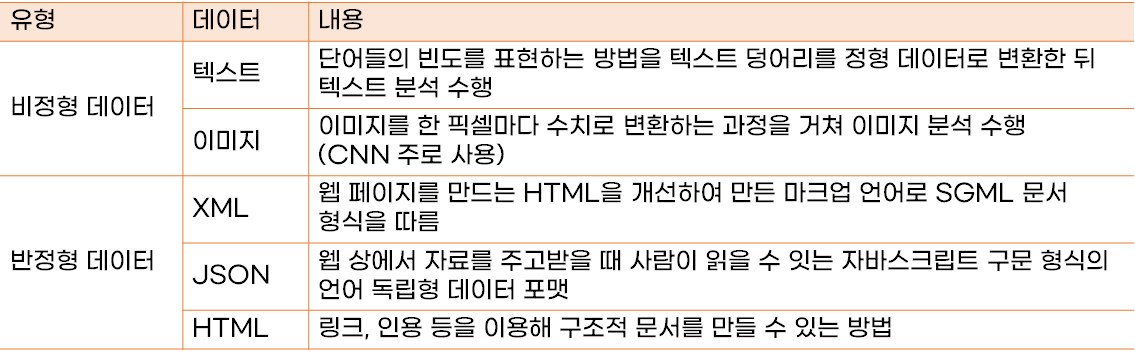 유형 데이터 내용
비정형 데이터
텍스트
단어들의 빈도를 표현하는 방법을 텍스트 덩어리를 정형 데이터로 변환한 뒤
텍스트 분석 수행
이미지
이미지를 한 픽셀마다 수치로 변환하는 과정을 거쳐 이미지 분석 수행
(CNN 주로 사용)
반정형 데이터
XML
웹 페이지를 만드는 HTML을 개선하여 만든 마크업 언어로 SGML 문서
형식을 따름
JSON
웹 상에서 자료를 주고받을 때 사람이 읽을 수 잇는 자바스크립트 구문 형식의
언어 독립형 데이터 포맷
HTML
링크, 인용 등을 이용해 구조적 문서를 만들 수 있는 방법